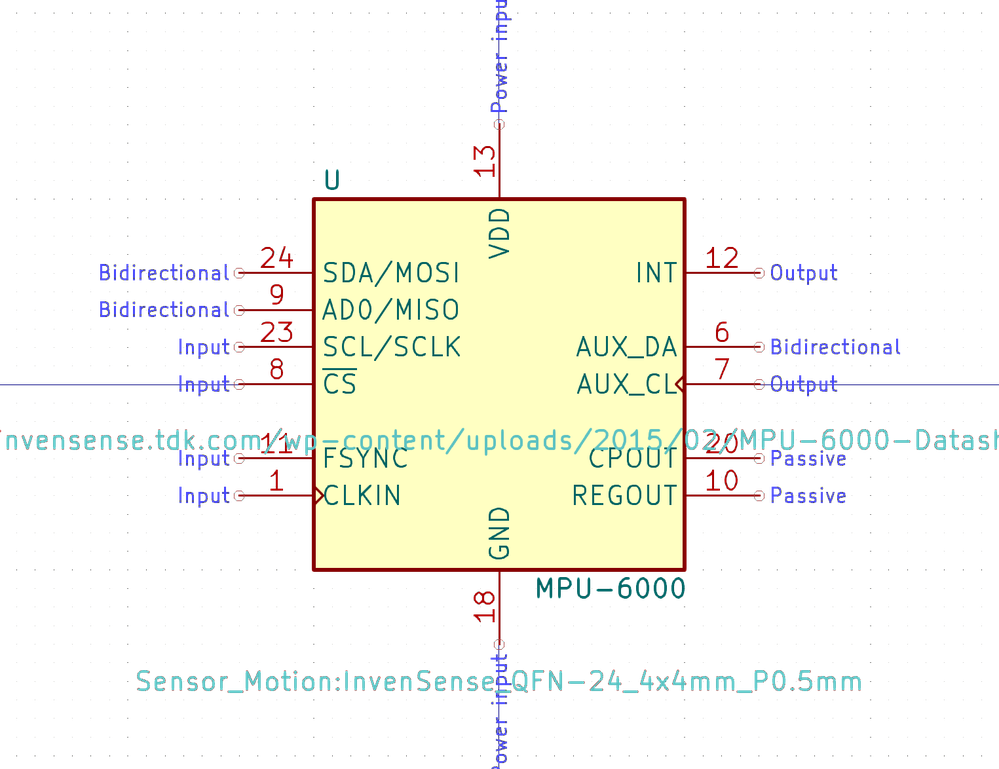 Power input
13
U
VDD
Bidirectional 24 SDA/MOSI INT 12 Output
Bidirectional 9 AD0/MISO
Input 23 SCL/SCLK AUX_DA 6 Bidirectional
Input 8 CS AUX_CL 7 Output
nvensense.tdk.com/wp-content/uploads/2015/02/MPU-6000-Datash
Input 11 FSYNC CPOUT 20 Passive
Input 1 CLKIN REGOUT 10 Passive
GND
MPU-6000
18
Sensor_Motion:InvenSense_QFN-24_4x4mm_P0.5mm
Power input